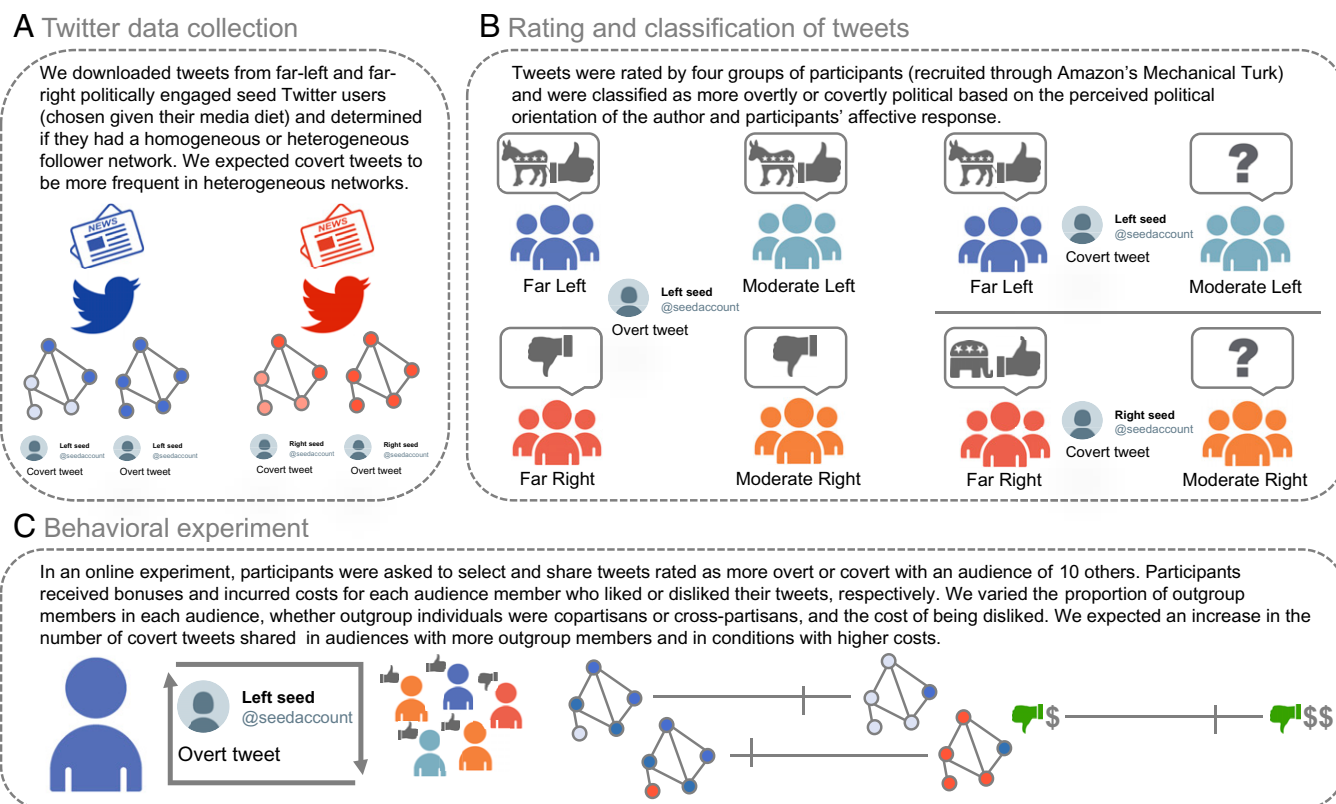 A Twitter data collection
We downloaded tweets from far-left and far-
right politically engaged seed Twitter users
(chosen given their media diet) and determined
if they had a homogeneous or heterogeneous
follower network. We expected covert tweets to
be more frequent in heterogeneous networks.
NEWS
NEWS
Left seed
@seedaccount
Covert tweet
Left seed
@seedaccount
Overt tweet
Right seed
@seedaccount
Covert tweet
Right seed
@seedaccount
Overt tweet
B Rating and classification of tweets
Tweets were rated by four groups of participants (recruited through Amazon's Mechanical Turk)
and were classified as more overtly or covertly political based on the perceived political
orientation of the author and participants' affective response.
Far Left
Moderate Left
Left seed
@seedaccount
Overt tweet
Far Right
Moderate Right
?
Left seed
@seedaccount
Covert tweet
Far Left
Moderate Left
?
Right seed
@seedaccount
Covert tweet
Far Right
Moderate Right
C Behavioral experiment
In an online experiment, participants were asked to select and share tweets rated as more overt or covert with an audience of 10 others. Participants
received bonuses and incurred costs for each audience member who liked or disliked their tweets, respectively. We varied the proportion of outgroup
members in each audience, whether outgroup individuals were copartisans or cross-partisans, and the cost of being disliked. We expected an increase in the
number of covert tweets shared in audiences with more outgroup members and in conditions with higher costs.
Left seed
@seedaccount
Overt tweet
$
$$